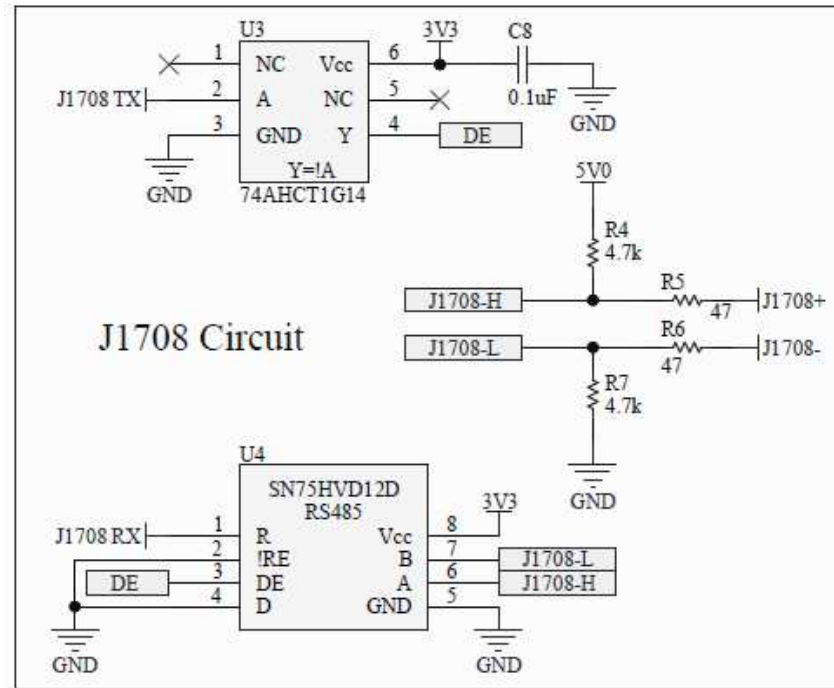 U3
1 NC Vcc 6 3V3 C8
J1708 TX 2 A NC 5 0.1uF
3 GND Y 4 DE GND
GND Y=!A
74AHCT1G14
5V0
R4
4.7k
J1708-H R5 47 J1708+
J1708 Circuit
J1708-L R6 47 J1708-
R7
4.7k
GND
U4
SN75HVD12D
RS485
3V3
J1708 RX 1 R Vcc 8
2 !RE B 7 J1708-L
DE 3 DE A 6 J1708-H
4 D GND 5
GND GND